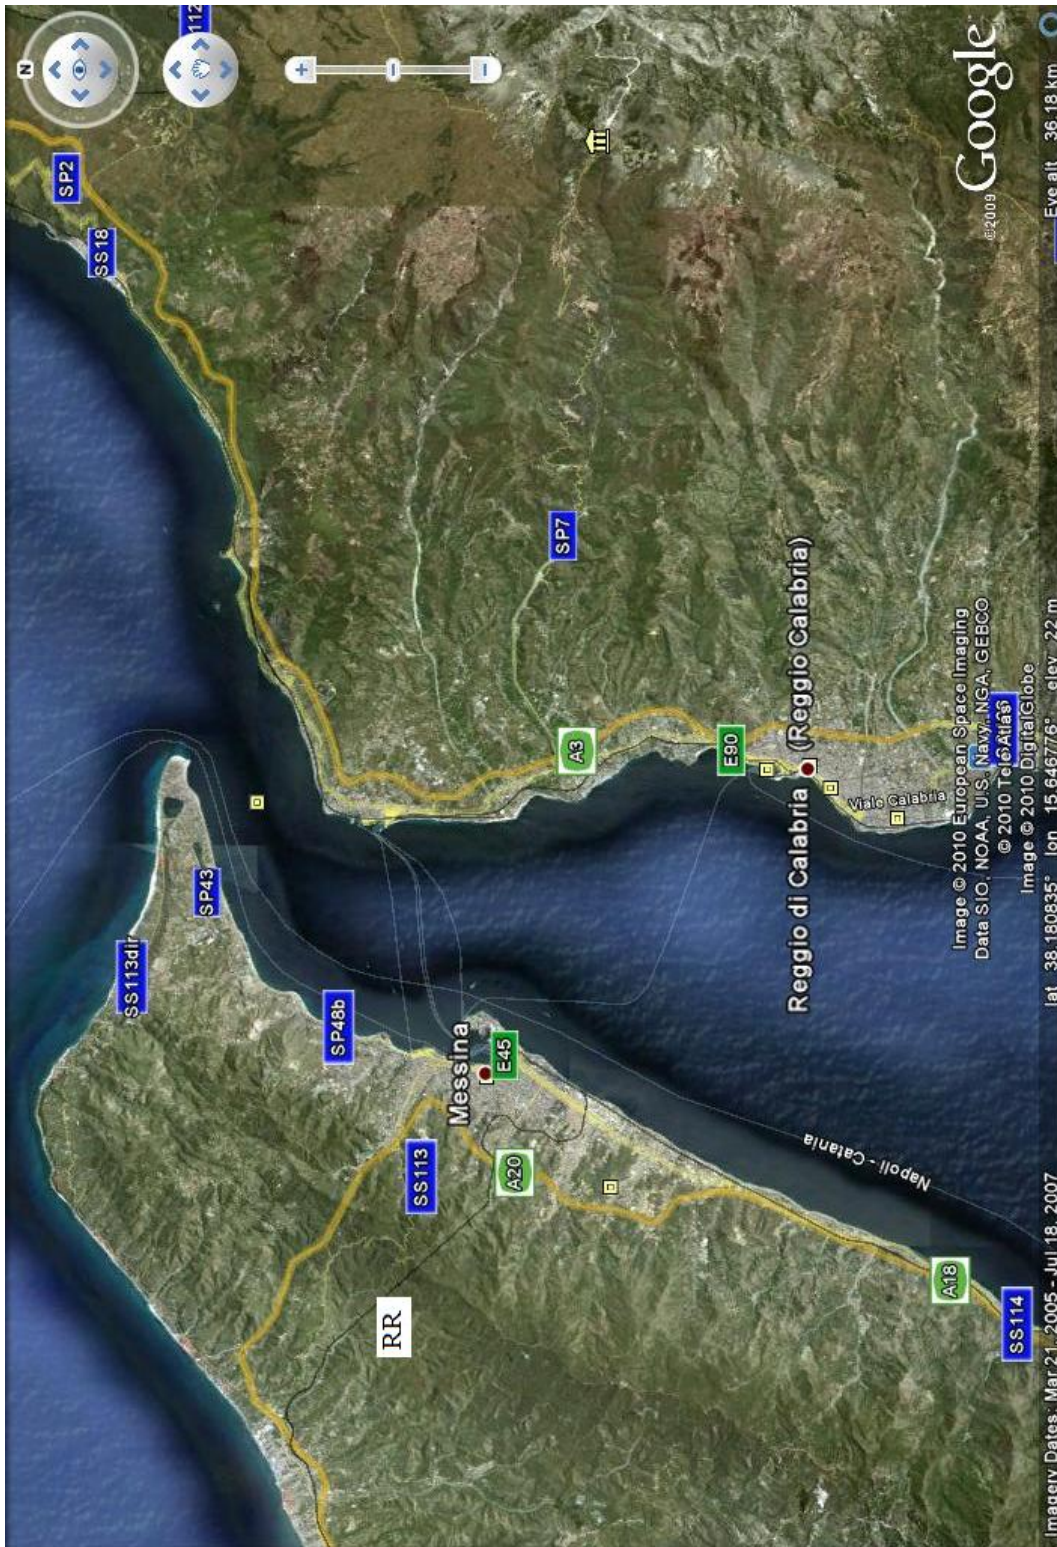 N
SP2
SS18
112
SS113dir
SP43
SP48b
Messina
E45
SS113
A20
RR
SP7
A3
E90
Reggio di Calabria (Reggio Calabria)
Viale Calabria
Napoli - Catania
A18
SS114
Image © 2010 European Space Imaging
Data SIO, NOAA, U.S. Navy, NGA, GEBCO
© 2010 Tele Atlas
Image © 2010 DigitalGlobe
©2009 Google
Imagery Dates: Mar 21, 2005 - Jul 18, 2007
lat 38.180835° lon 15.646776° elev 22 m
Eye alt 36.18 km